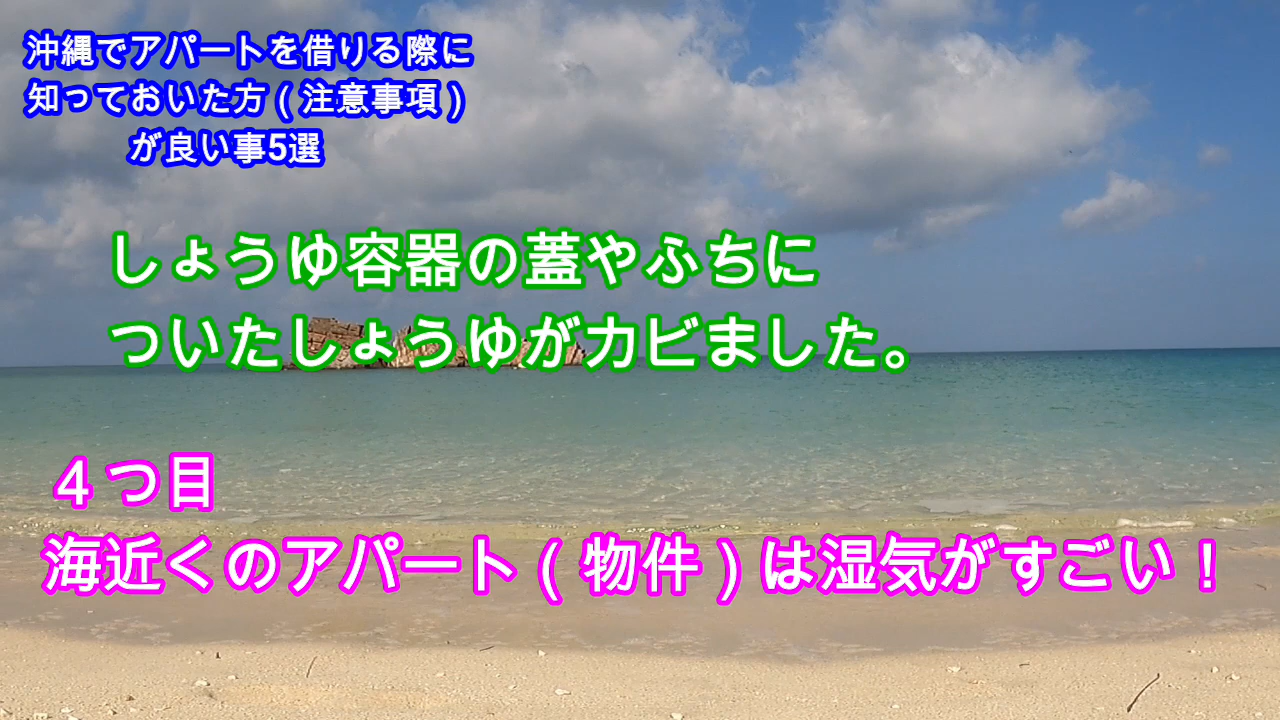 沖縄でアパートを借りる際に
知っておいた方（注意事項）
が良い事5選
しょうゆ容器の蓋やふちに
ついたしょうゆがカビました。
４つ目
海近くのアパート（物件）は湿気がすごい！